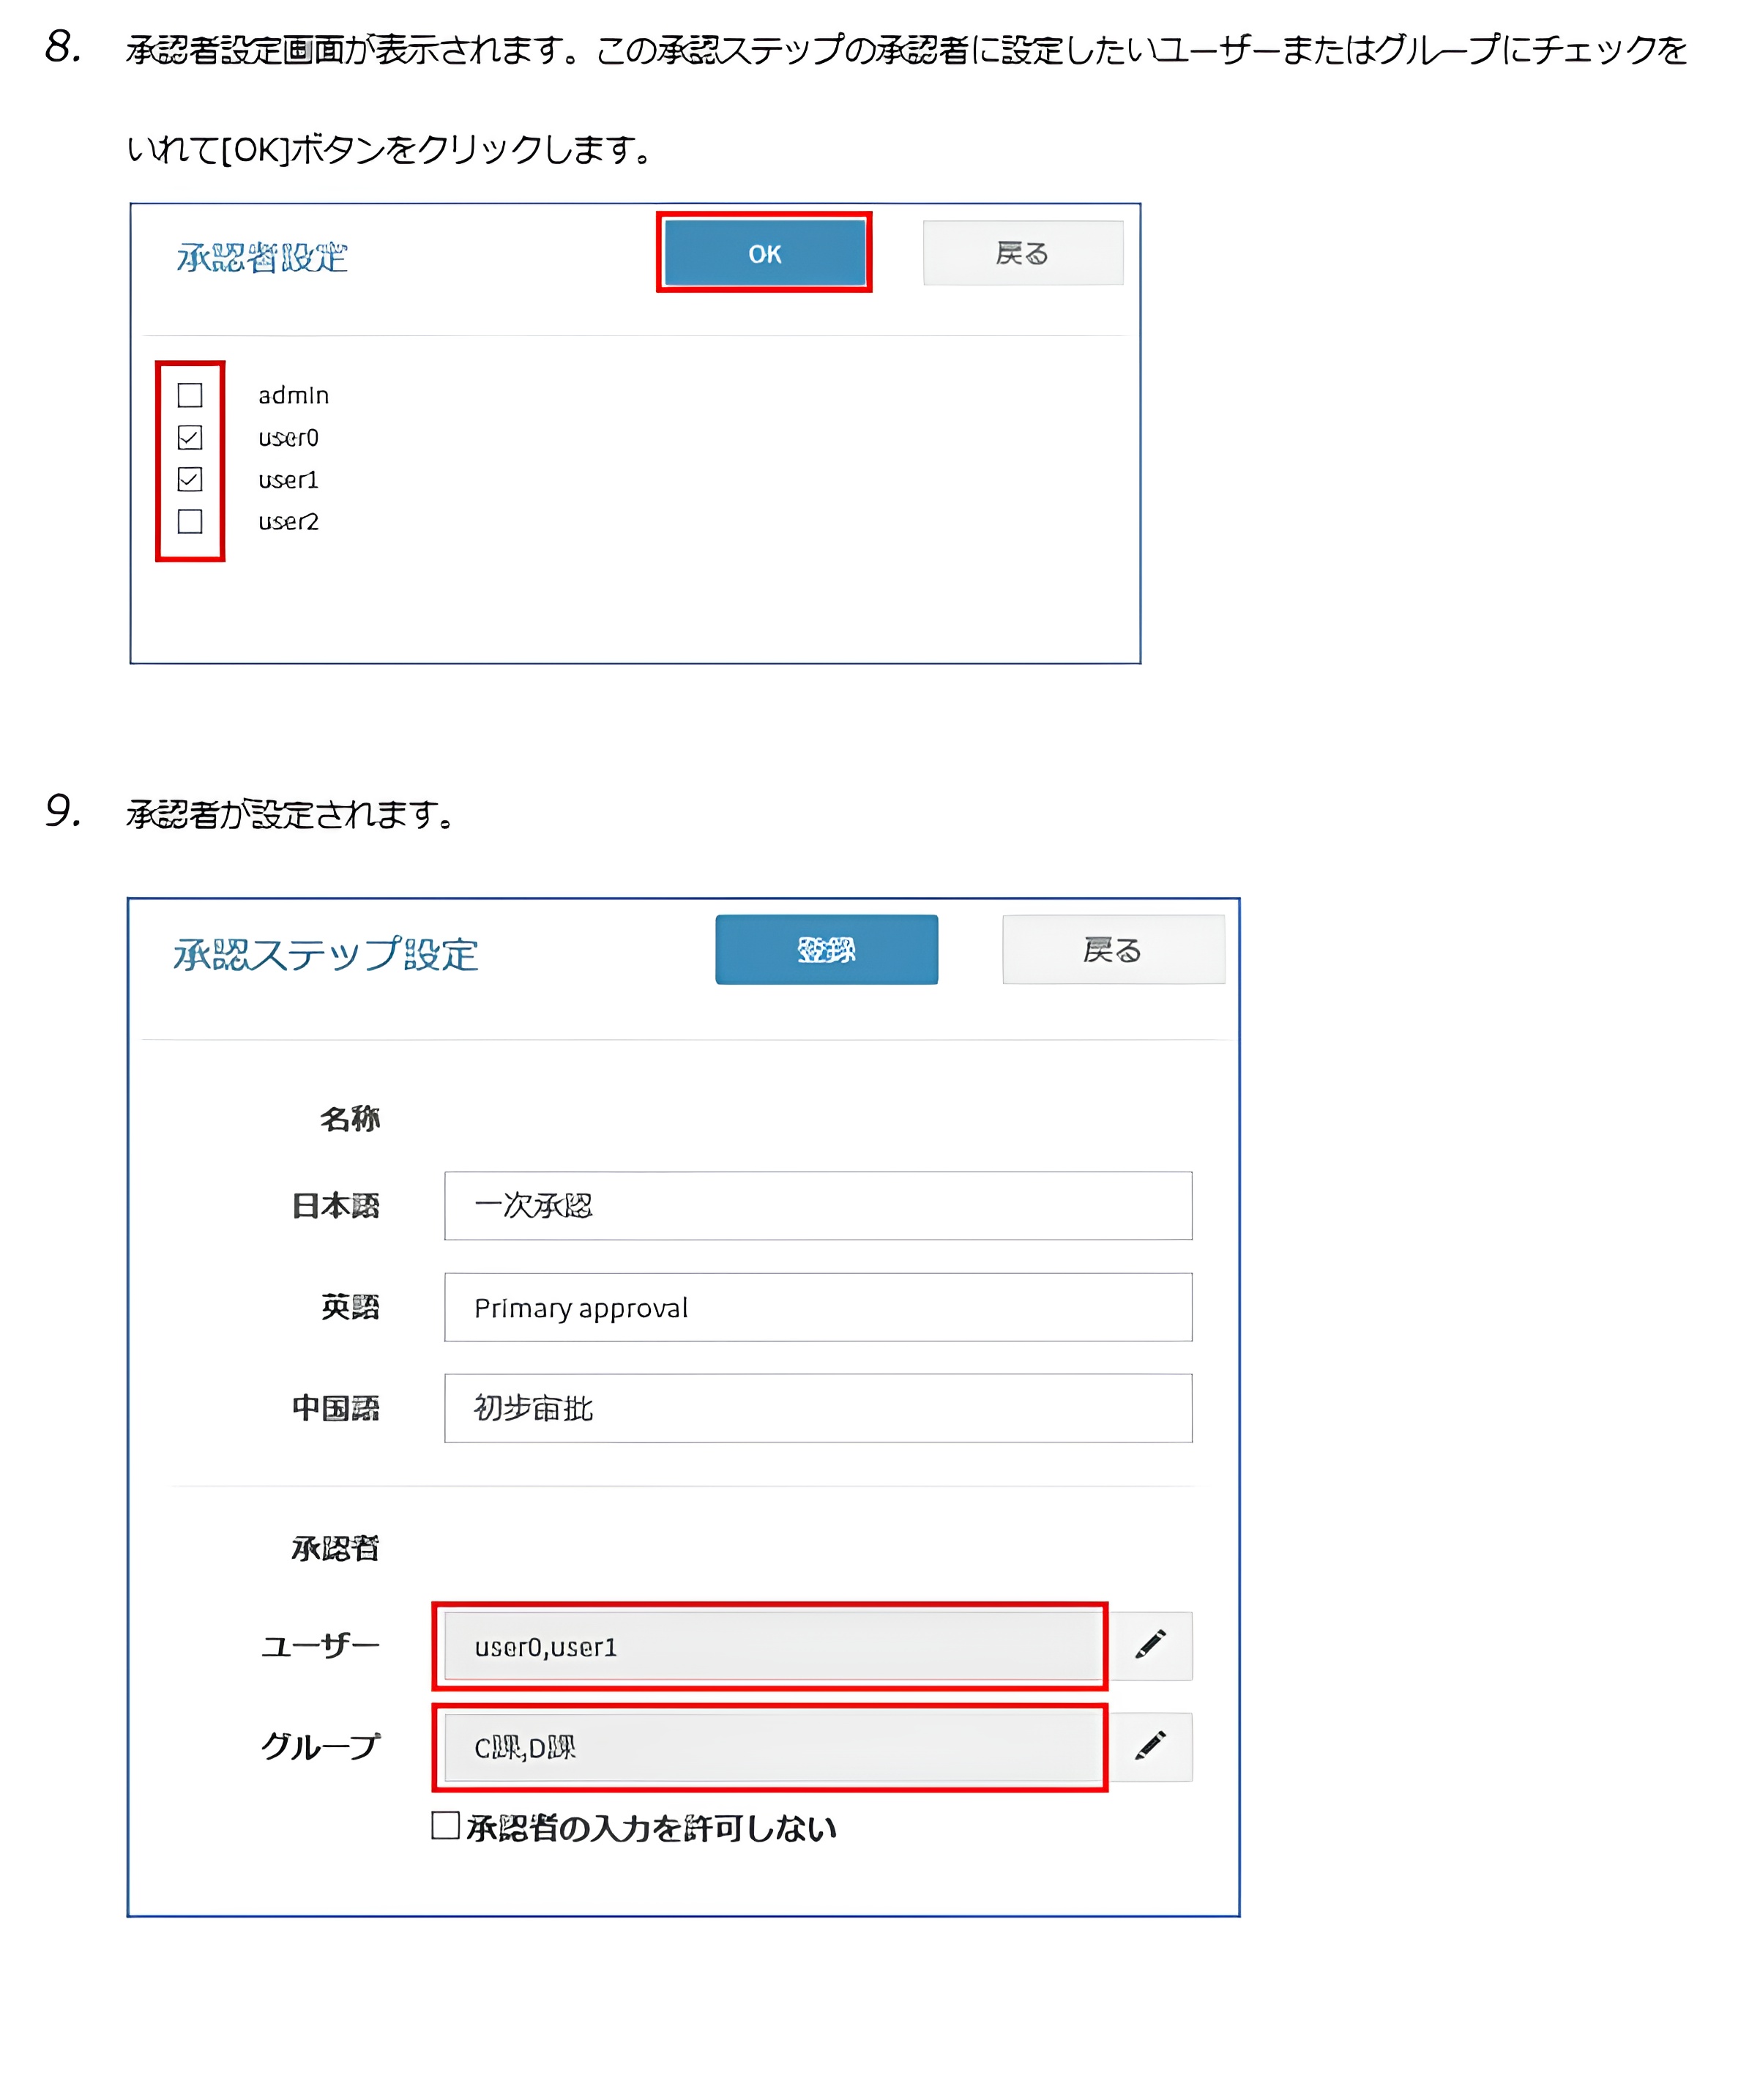 8. 承認者設定画面が表示されます。この承認ステップの承認者に設定したいユーザーまたはグループにチェックを
いれて[OK]ボタンをクリックします。
承認者設定 OK 戻る
admin
user0
user1
user2
9. 承認者が設定されます。
承認ステップ設定 登録 戻る
名称
日本語 一次承認
英語 Primary approval
中国語 初步审批
承認者
ユーザー user0,user1
グループ C課,D課
承認者の入力を許可しない